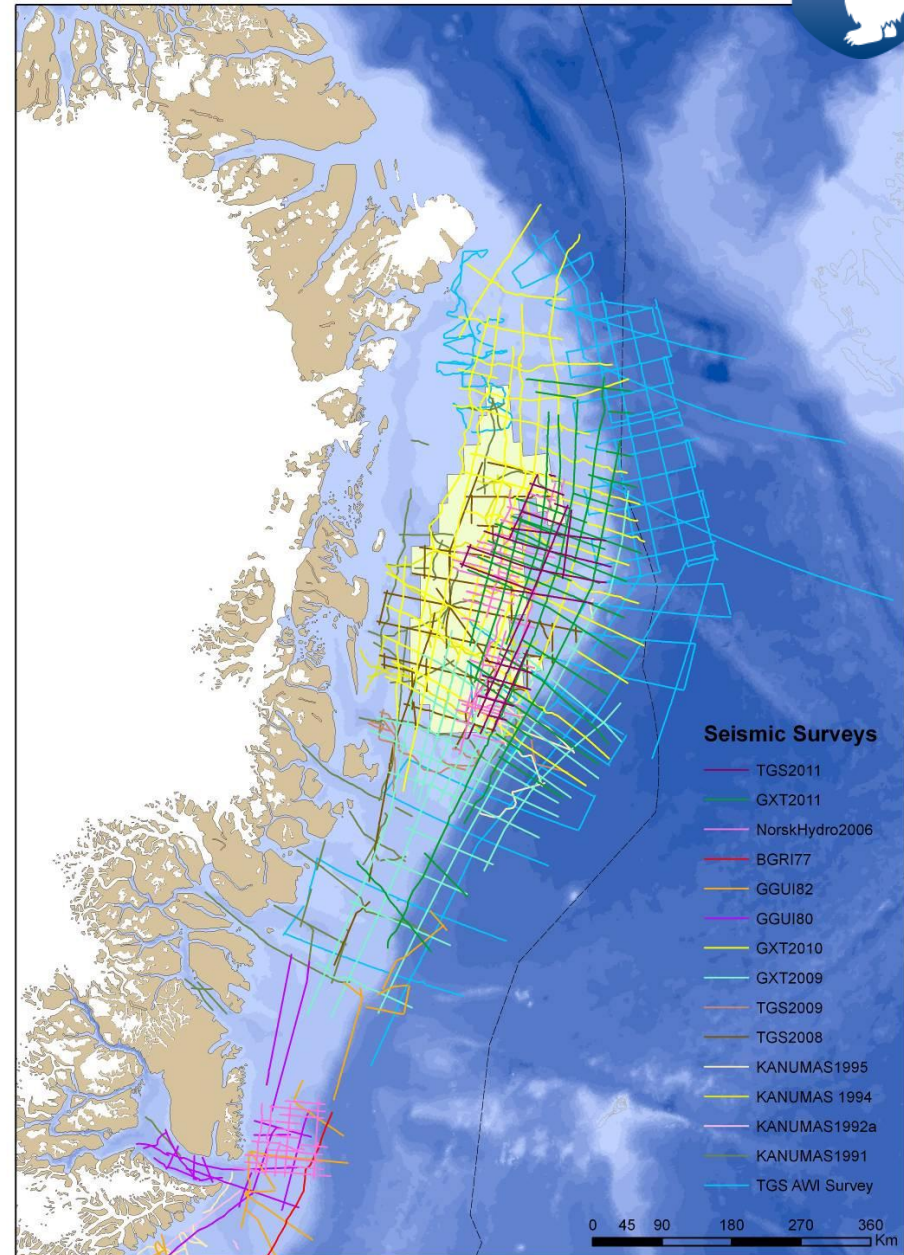 Seismic Surveys
TGS2011
GXT2011
NorskHydro2006
BGRI77
GGUI82
GGUI80
GXT2010
GXT2009
TGS2009
TGS2008
KANUMAS1995
KANUMAS 1994
KANUMAS1992a
KANUMAS1991
TGS AWI Survey
0 45 90 180 270 360
Km